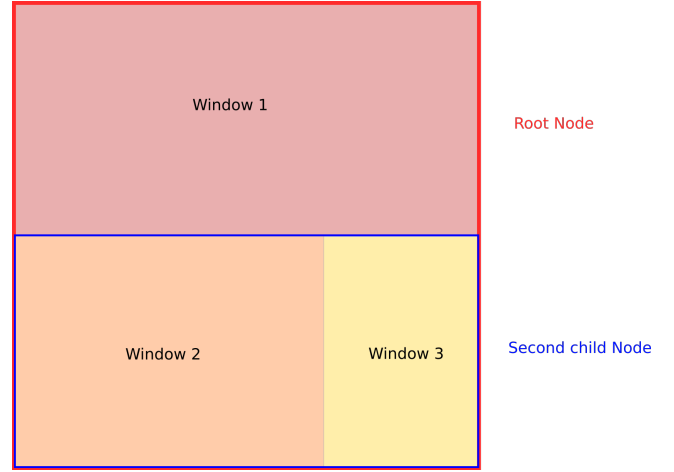 Window 1
Root Node
Window 2
Window 3
Second child Node